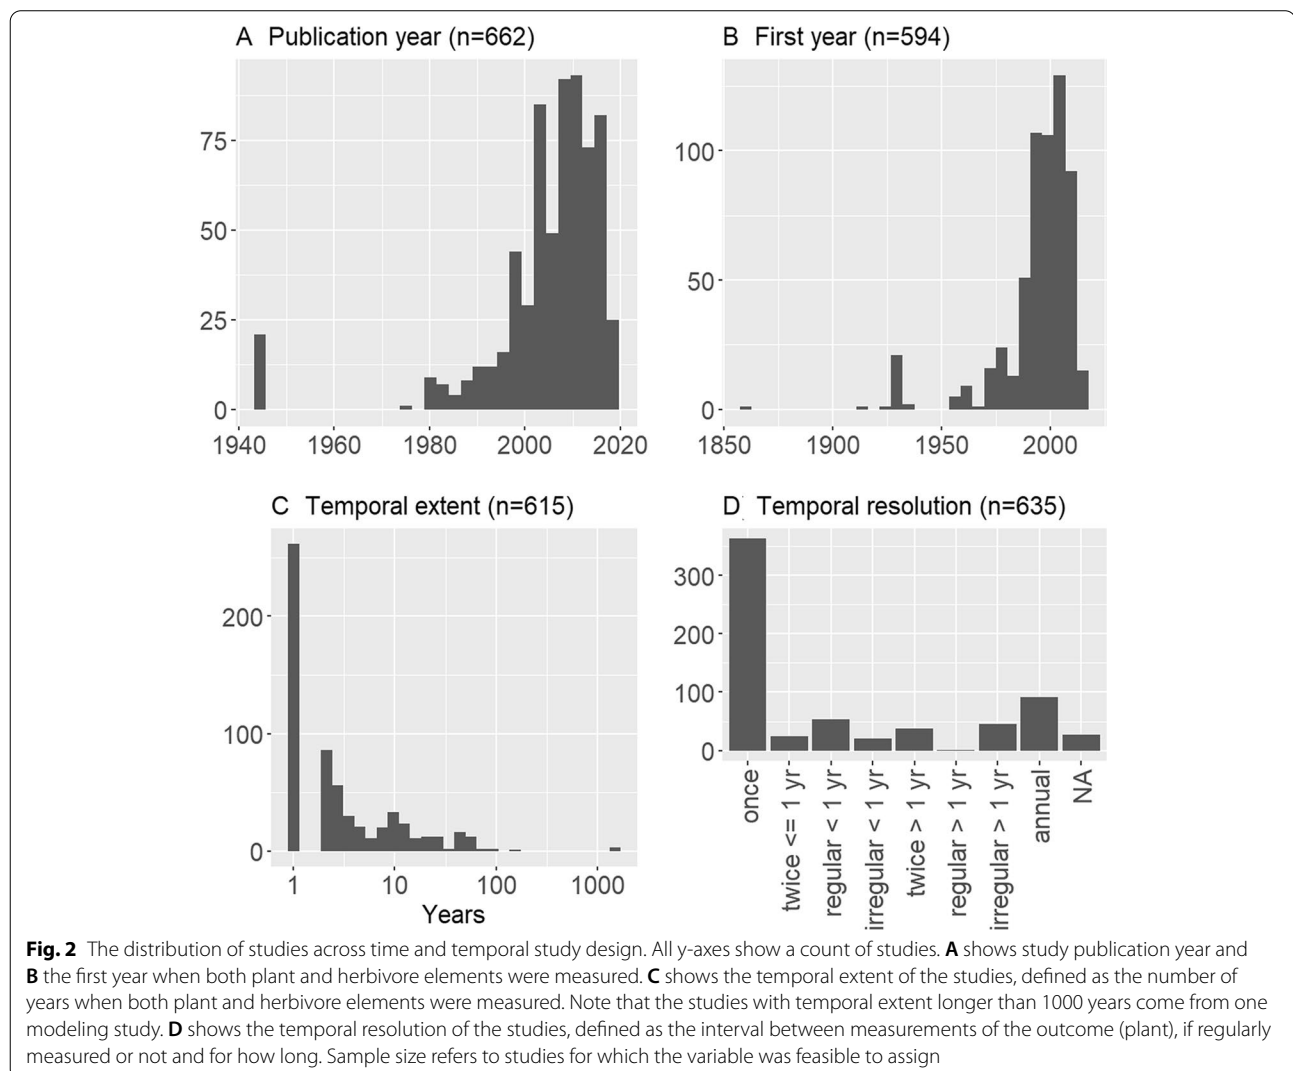 A Publication year (n=662)
75
50
25
0
1940 1960 1980 2000 2020
B First year (n=594)
100
50
0
1850 1900 1950 2000
C Temporal extent (n=615)
200
100
0
1 10 100 1000
Years
D Temporal resolution (n=635)
300
200
100
0
once
twice <= 1 yr
regular < 1 yr
irregular < 1 yr
twice > 1 yr
regular > 1 yr
irregular > 1 yr
annual
NA
Fig. 2 The distribution of studies across time and temporal study design. All y-axes show a count of studies. A shows study publication year and
B the first year when both plant and herbivore elements were measured. C shows the temporal extent of the studies, defined as the number of
years when both plant and herbivore elements were measured. Note that the studies with temporal extent longer than 1000 years come from one
modeling study. D shows the temporal resolution of the studies, defined as the interval between measurements of the outcome (plant), if regularly
measured or not and for how long. Sample size refers to studies for which the variable was feasible to assign